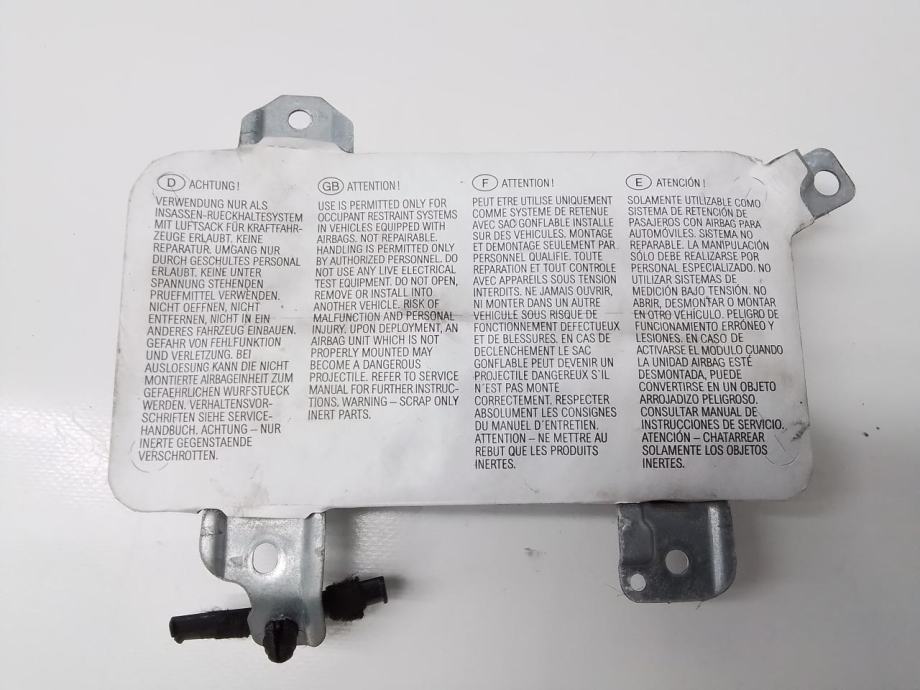 D ACHTUNG!
VERWENDUNG NUR ALS
INSASSEN-RUECKHALTESYSTEM
MIT LUFTSACK FÜR KRAFTFAHR-
ZEUGE ERLAUBT. KEINE
REPARATUR. UMGANG NUR
DURCH GESCHULTES PERSONAL
ERLAUBT. KEINE UNTER
SPANNUNG STEHENDEN
PRUEFMITTEL VERWENDEN.
NICHT OEFFNEN, NICHT
ENTFERNEN, NICHT IN EIN
ANDERES FAHRZEUG EINBAUEN.
GEFAHR VON FEHLFUNKTION
UND VERLETZUNG. BEI
AUSLOESUNG KANN DIE NICHT
MONTIERTE AIRBAGEINHEIT ZUM
GEFAEHRLICHEN WURFSTUECK
WERDEN. VERHALTENSVOR-
SCHRIFTEN SIEHE SERVICE-
HANDBUCH. ACHTUNG – NUR
INERTE GEGENSTAENDE
VERSCHROTTEN.
GB ATTENTION!
USE IS PERMITTED ONLY FOR
OCCUPANT RESTRAINT SYSTEMS
IN VEHICLES EQUIPPED WITH
AIRBAGS. NOT REPAIRABLE.
HANDLING IS PERMITTED ONLY
BY AUTHORIZED PERSONNEL. DO
NOT USE ANY LIVE ELECTRICAL
TEST EQUIPMENT. DO NOT OPEN,
REMOVE OR INSTALL INTO
ANOTHER VEHICLE. RISK OF
MALFUNCTION AND PERSONAL
INJURY. UPON DEPLOYMENT, AN
AIRBAG UNIT WHICH IS NOT
PROPERLY MOUNTED MAY
BECOME A DANGEROUS
PROJECTILE. REFER TO SERVICE
MANUAL FOR FURTHER INSTRUC-
TIONS. WARNING – SCRAP ONLY
INERT PARTS.
F ATTENTION!
PEUT ETRE UTILISE UNIQUEMENT
COMME SYSTEME DE RETENUE
AVEC SAC GONFLABLE INSTALLE
SUR DES VEHICULES. MONTAGE
ET DEMONTAGE SEULEMENT PAR
PERSONNEL QUALIFIE. TOUTE
REPARATION ET TOUT CONTROLE
AVEC APPAREILS SOUS TENSION
INTERDITS. NE JAMAIS OUVRIR,
NI MONTER DANS UN AUTRE
VEHICULE SOUS RISQUE DE
FONCTIONNEMENT DEFECTUEUX
ET DE BLESSURES. EN CAS DE
DECLENCHEMENT LE SAC
GONFLABLE PEUT DEVENIR UN
PROJECTILE DANGEREUX S'IL
N'EST PAS MONTÉ
CORRECTEMENT. RESPECTER
ABSOLUMENT LES CONSIGNES
DU MANUEL D'ENTRETIEN.
ATTENTION – NE METTRE AU
REBUT QUE LES PRODUITS
INERTES.
E ATENCIÓN!
SOLAMENTE UTILIZABLE COMO
SISTEMA DE RETENCIÓN DE
PASAJEROS CON AIRBAG PARA
AUTOMÓVILES. SISTEMA NO
REPARABLE. LA MANIPULACIÓN
SÓLO DEBE REALIZARSE POR
PERSONAL ESPECIALIZADO. NO
UTILIZAR SISTEMAS DE
MEDICIÓN BAJO TENSIÓN. NO
ABRIR, DESMONTAR O MONTAR
EN OTRO VEHÍCULO. PELIGRO DE
FUNCIONAMIENTO ERRÓNEO Y
LESIONES. EN CASO DE
ACTIVARSE EL MODULO CUANDO
LA UNIDAD AIRBAG ESTÉ
DESMONTADA, PUEDE
CONVERTIRSE EN UN OBJETO
ARROJADIZO PELIGROSO.
CONSULTAR MANUAL DE
INSTRUCCIONES DE SERVICIO.
ATENCIÓN – CHATARREAR
SOLAMENTE LOS OBJETOS
INERTES.